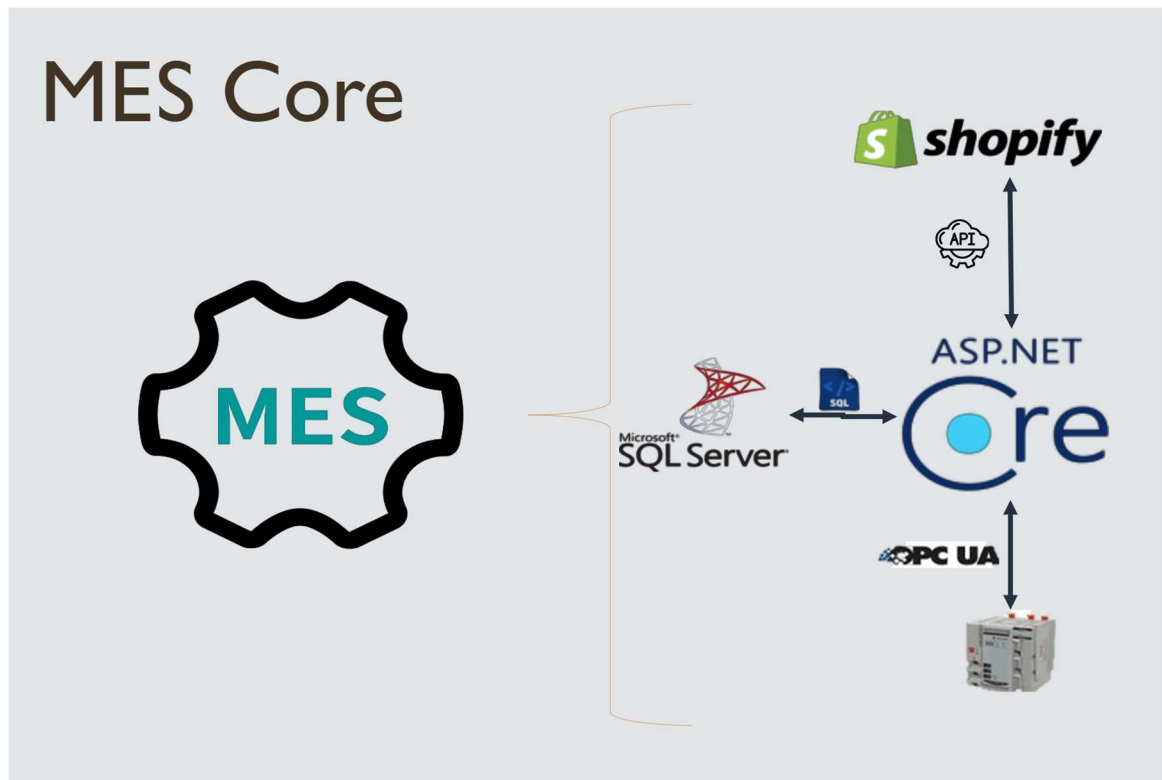 MES Core
shopify
API
ASP.NET
Core
MES
</>
SQL
Microsoft®
SQL Server®
OPC UA